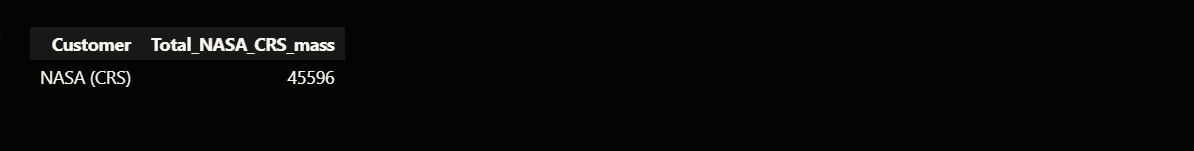 Customer Total_NASA_CRS_mass
NASA (CRS) 45596